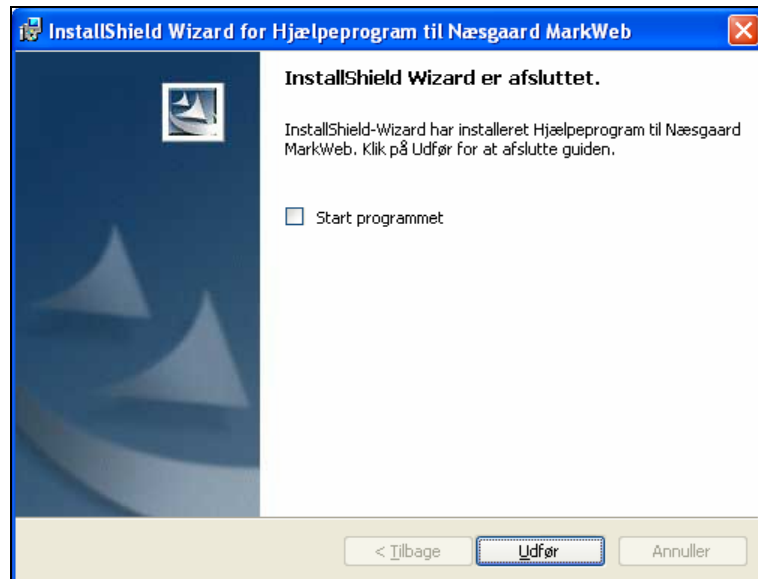 InstallShield Wizard for Hjælpeprogram til Næsgaard MarkWeb
InstallShield Wizard er afsluttet.
InstallShield-Wizard har installeret Hjælpeprogram til Næsgaard
MarkWeb. Klik på Udfør for at afslutte guiden.
Start programmet
< Tilbage
Udfør
Annuller